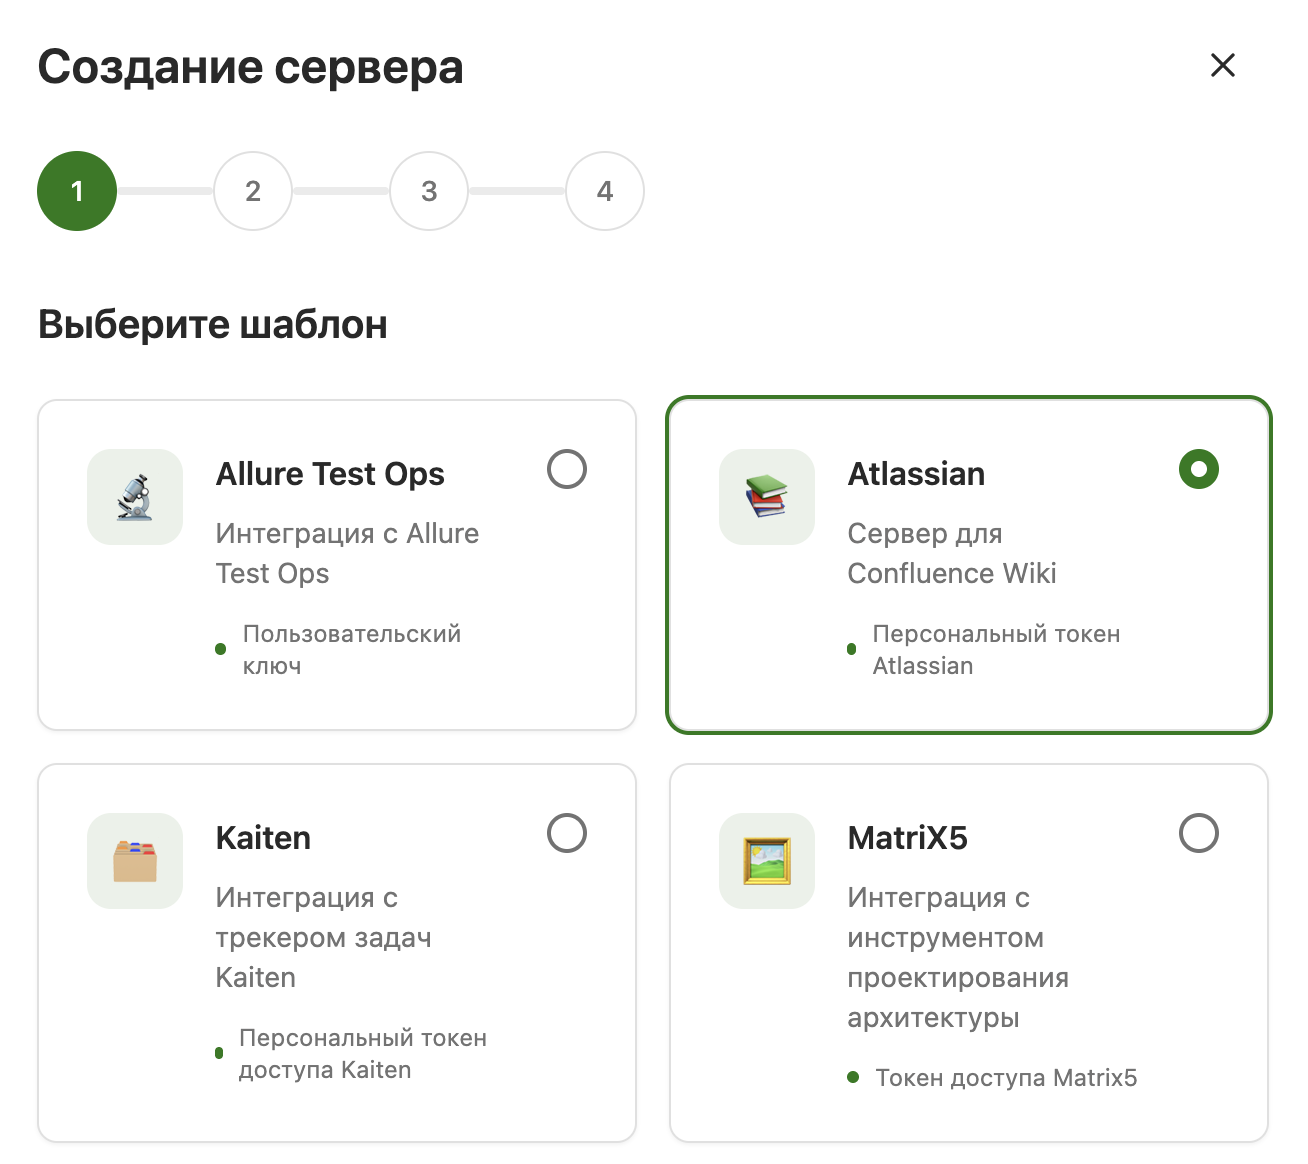 Создание сервера
1
2
3
4
Выберите шаблон
Allure Test Ops
Интеграция с Allure
Test Ops
Пользовательский
ключ
Atlassian
Сервер для
Confluence Wiki
Персональный токен
Atlassian
Kaiten
Интеграция с
трекером задач
Kaiten
Персональный токен
доступа Kaiten
MatriX5
Интеграция с
инструментом
проектирования
архитектуры
Токен доступа Matrix5